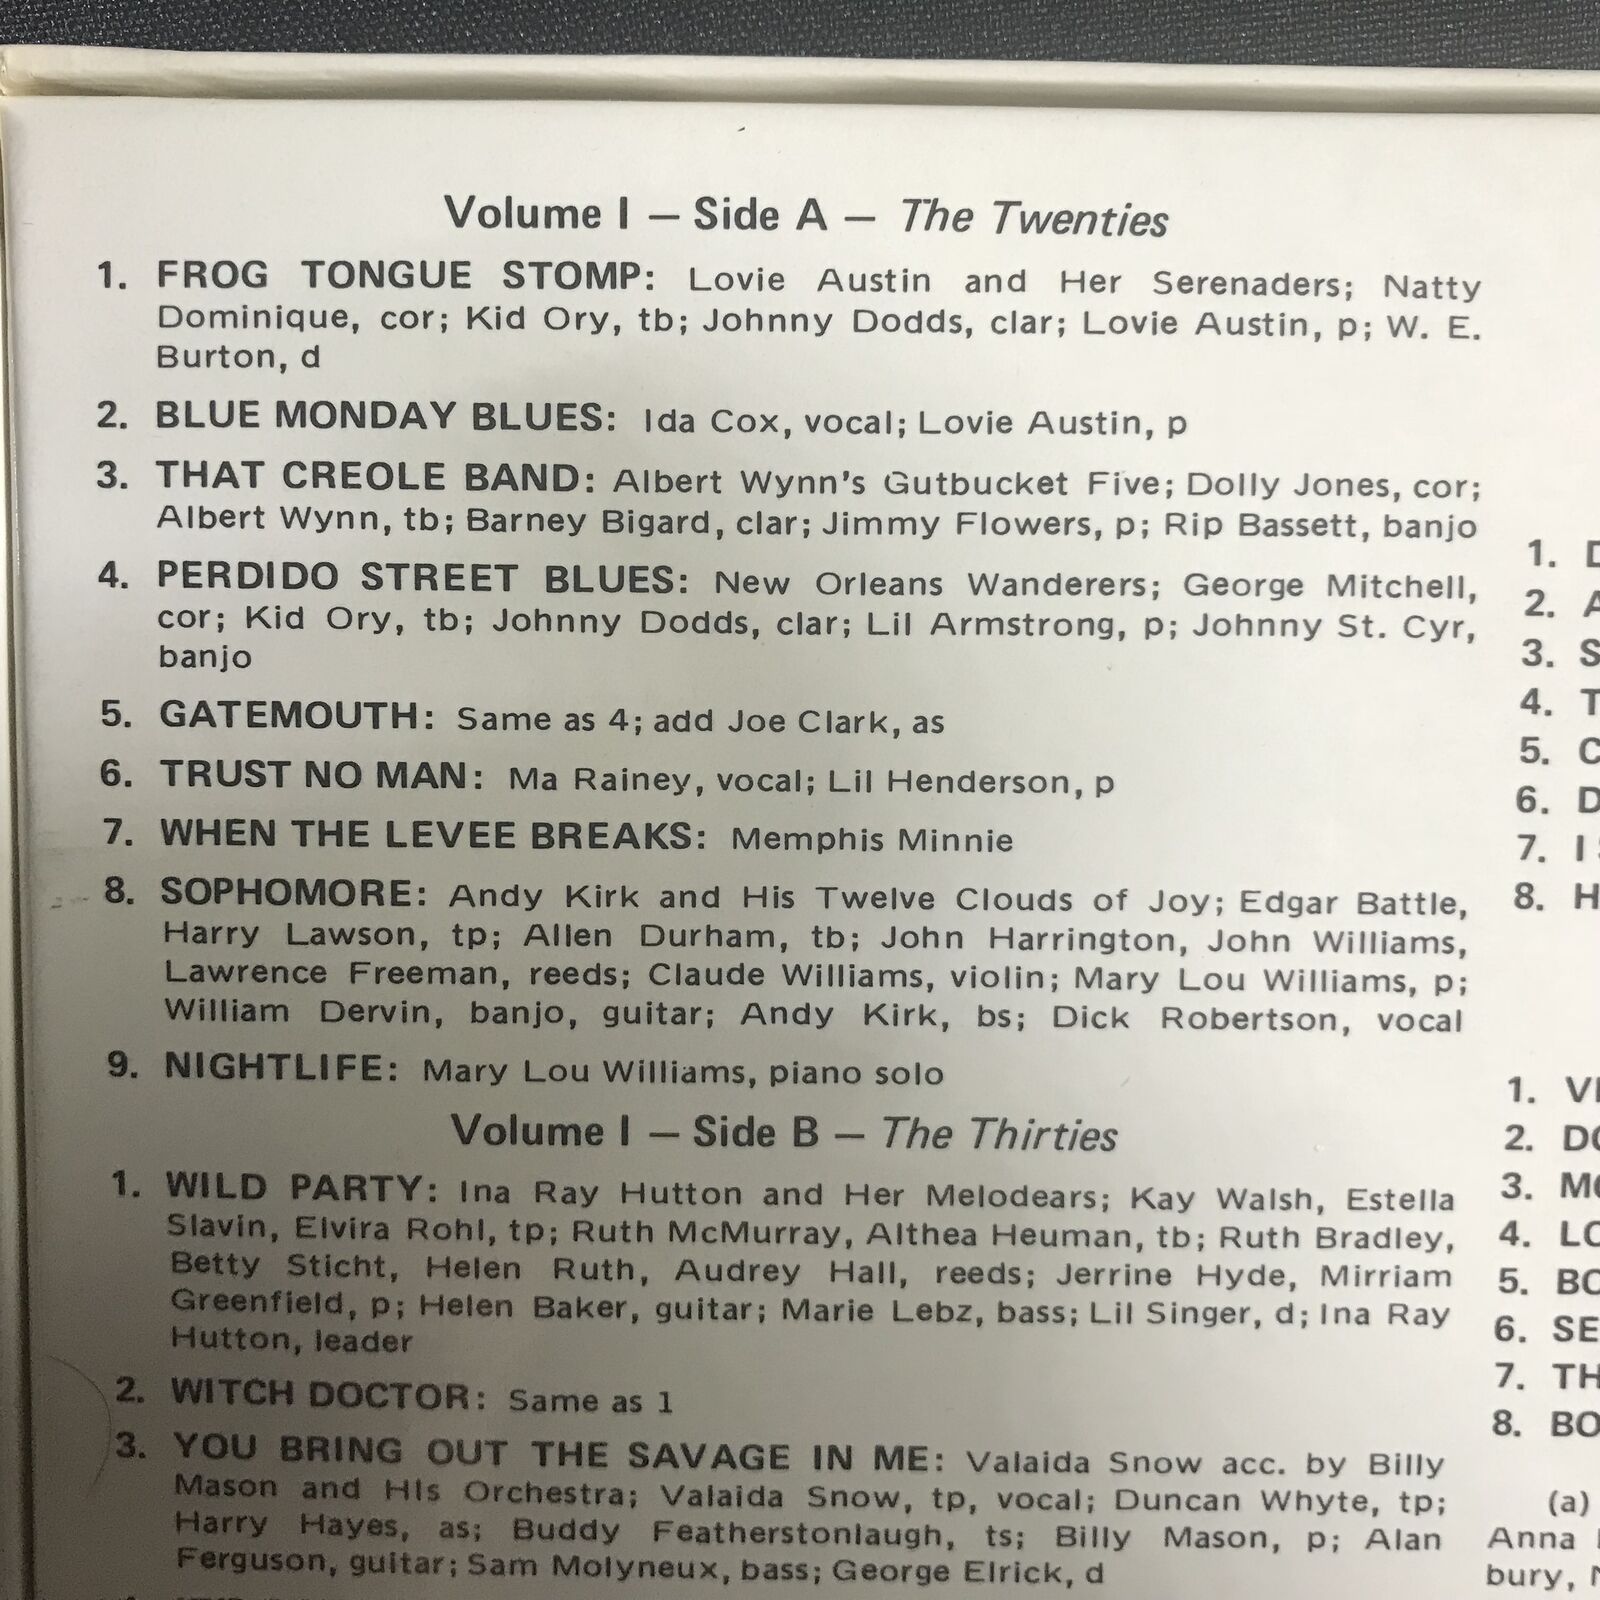 Volume I — Side A — The Twenties
1. FROG TONGUE STOMP: Lovie Austin and Her Serenaders; Natty
Dominique, cor; Kid Ory, tb; Johnny Dodds, clar; Lovie Austin, p; W. E.
Burton, d
2. BLUE MONDAY BLUES: Ida Cox, vocal; Lovie Austin, p
3. THAT CREOLE BAND: Albert Wynn's Gutbucket Five; Dolly Jones, cor;
Albert Wynn, tb; Barney Bigard, clar; Jimmy Flowers, p; Rip Bassett, banjo
4. PERDIDO STREET BLUES: New Orleans Wanderers; George Mitchell,
cor; Kid Ory, tb; Johnny Dodds, clar; Lil Armstrong, p; Johnny St. Cyr,
banjo
5. GATEMOUTH: Same as 4; add Joe Clark, as
6. TRUST NO MAN: Ma Rainey, vocal; Lil Henderson, p
7. WHEN THE LEVEE BREAKS: Memphis Minnie
8. SOPHOMORE: Andy Kirk and His Twelve Clouds of Joy; Edgar Battle,
Harry Lawson, tp; Allen Durham, tb; John Harrington, John Williams,
Lawrence Freeman, reeds; Claude Williams, violin; Mary Lou Williams, p;
William Dervin, banjo, guitar; Andy Kirk, bs; Dick Robertson, vocal
9. NIGHTLIFE: Mary Lou Williams, piano solo
Volume I — Side B — The Thirties
1. WILD PARTY: Ina Ray Hutton and Her Melodears; Kay Walsh, Estella
Slavin, Elvira Rohl, tp; Ruth McMurray, Althea Heuman, tb; Ruth Bradley,
Betty Sticht, Helen Ruth, Audrey Hall, reeds; Jerrine Hyde, Mirriam
Greenfield, p; Helen Baker, guitar; Marie Lebz, bass; Lil Singer, d; Ina Ray
Hutton, leader
2. WITCH DOCTOR: Same as 1
3. YOU BRING OUT THE SAVAGE IN ME: Valaida Snow acc. by Billy
Mason and HIs Orchestra; Valaida Snow, tp, vocal; Duncan Whyte, tp;
Harry Hayes, as; Buddy Featherstonlaugh, ts; Billy Mason, p; Alan
Ferguson, guitar; Sam Molyneux, bass; George Elrick, d
1.
2. A
3. S
4. T
5. C
6. D
7. I
8. H
1.
2. DO
3.
4. LO
5. BO
6. SE
7. TH
8. BO
(a)
Anna
bury,